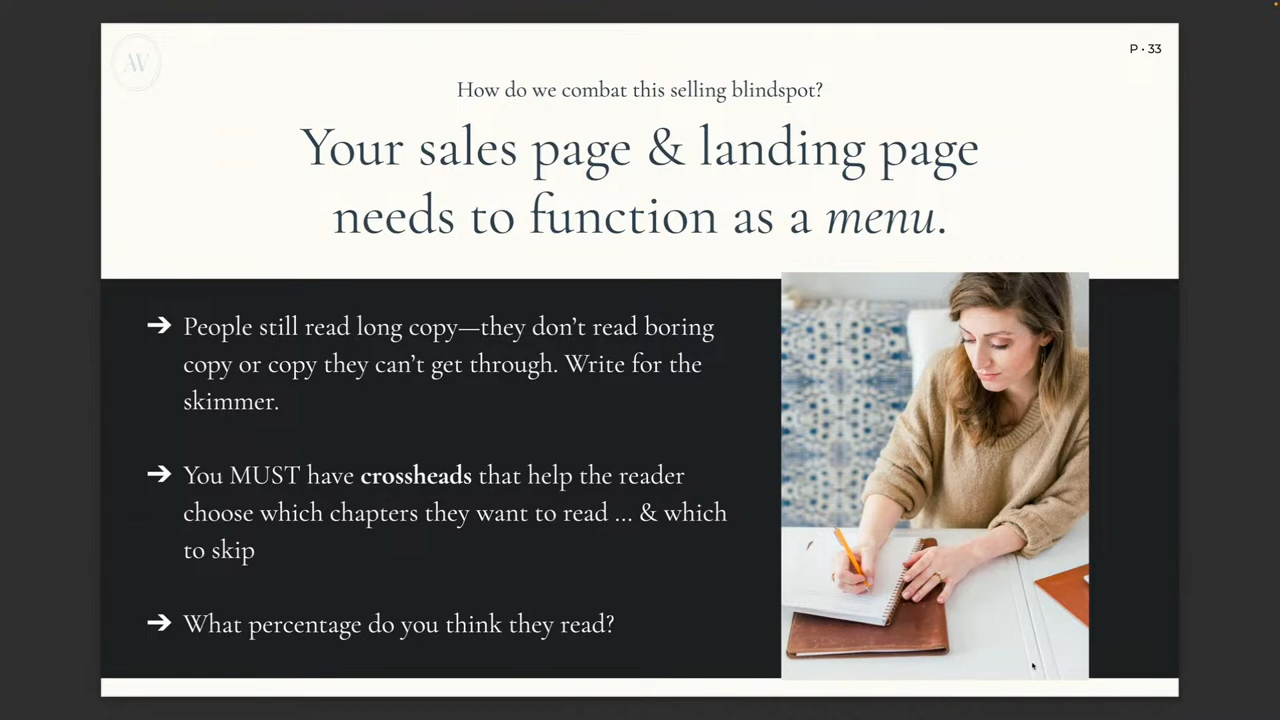 AW
P • 33
How do we combat this selling blindspot?
Your sales page & landing page
needs to function as a menu.
➔ People still read long copy—they don’t read boring
copy or copy they can’t get through. Write for the
skimmer.
➔ You MUST have crossheads that help the reader
choose which chapters they want to read ... & which
to skip
➔ What percentage do you think they read?